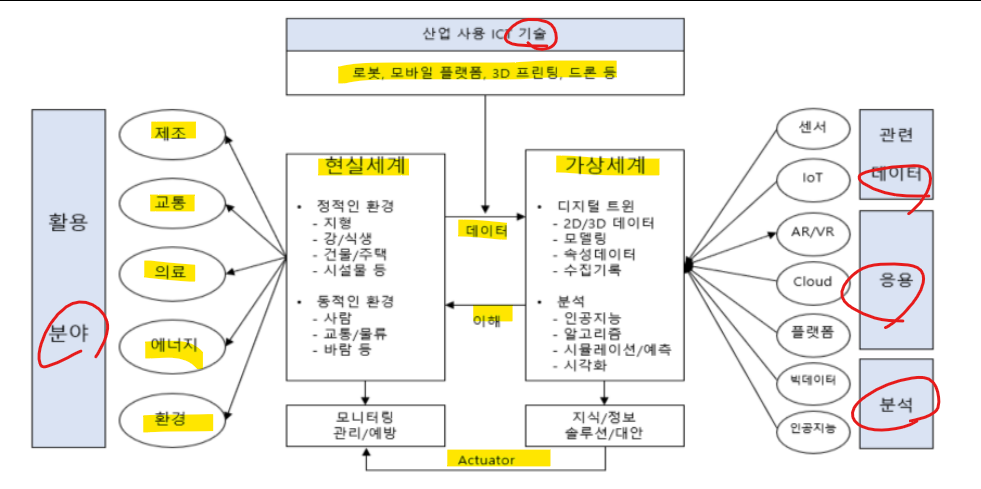 산업 사용 ICT 기술
로봇, 모바일 플랫폼, 3D 프린팅, 드론 등
활용
분야
제조
교통
의료
에너지
환경
현실세계
• 정적인 환경
- 지형
- 강/식생
- 건물/주택
- 시설물 등
• 동적인 환경
- 사람
- 교통/물류
- 바람 등
데이터
이해
가상세계
• 디지털 트윈
- 2D/3D 데이터
- 모델링
- 속성데이터
- 수집기록
• 분석
- 인공지능
- 알고리즘
- 시뮬레이션/예측
- 시각화
모니터링
관리/예방
지식/정보
솔루션/대안
Actuator
센서
IoT
AR/VR
Cloud
플랫폼
빅데이터
인공지능
관련
데이터
응용
분석